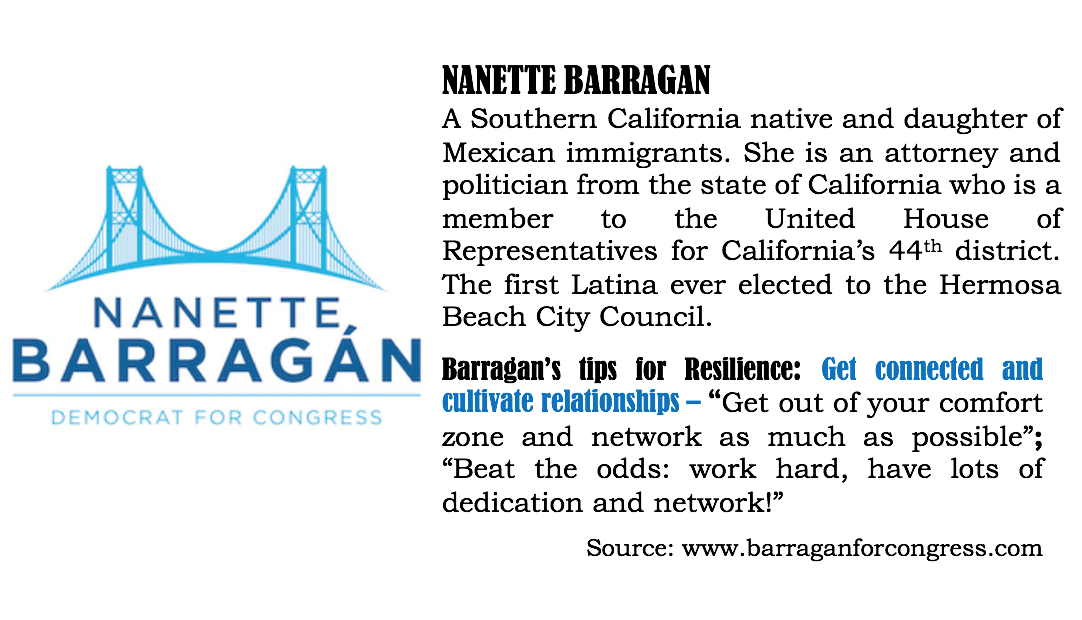 NANETTE
BARRAGÁN
DEMOCRAT FOR CONGRESS
NANETTE BARRAGAN
A Southern California native and daughter of
Mexican immigrants. She is an attorney and
politician from the state of California who is a
member to the United House of
Representatives for California’s 44th district.
The first Latina ever elected to the Hermosa
Beach City Council.
Barragan’s tips for Resilience: Get connected and
cultivate relationships – “Get out of your comfort
zone and network as much as possible”;
“Beat the odds: work hard, have lots of
dedication and network!”
Source: www.barraganforcongress.com